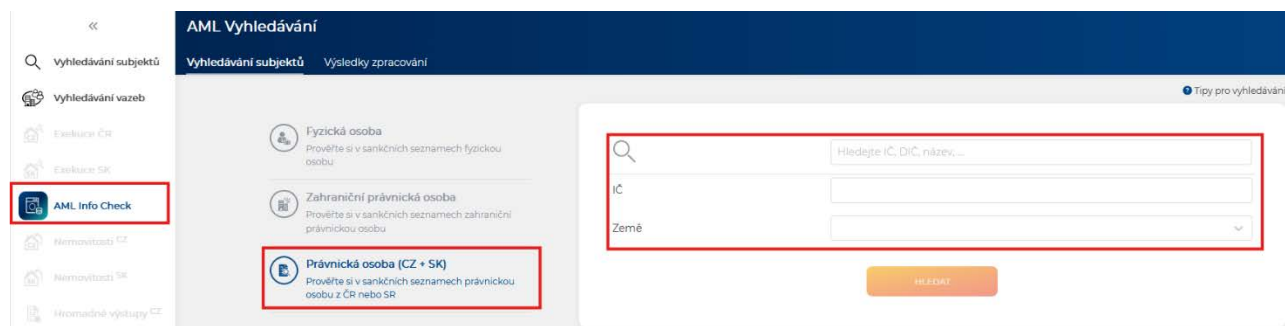 «
Vyhledávání subjektů
Vyhledávání vazeb
Exekuce ČR
Exekuce SK
AML Info Check
Nemovitosti CZ
Nemovitosti SK
Hromadné výstupy CZ
AML Vyhledávání
Vyhledávání subjektů Výsledky zpracování
Tipy pro vyhledávání
Fyzická osoba
Prověřte si v sankčních seznamech fyzickou
osobu
Zahraniční právnická osoba
Prověřte si v sankčních seznamech zahraniční
právnickou osobu
Právnická osoba (CZ + SK)
Prověřte si v sankčních seznamech právnickou
osobu z ČR nebo SR
Hledejte IČ, DIČ, název, ...
IČ
Země
HLEDAT